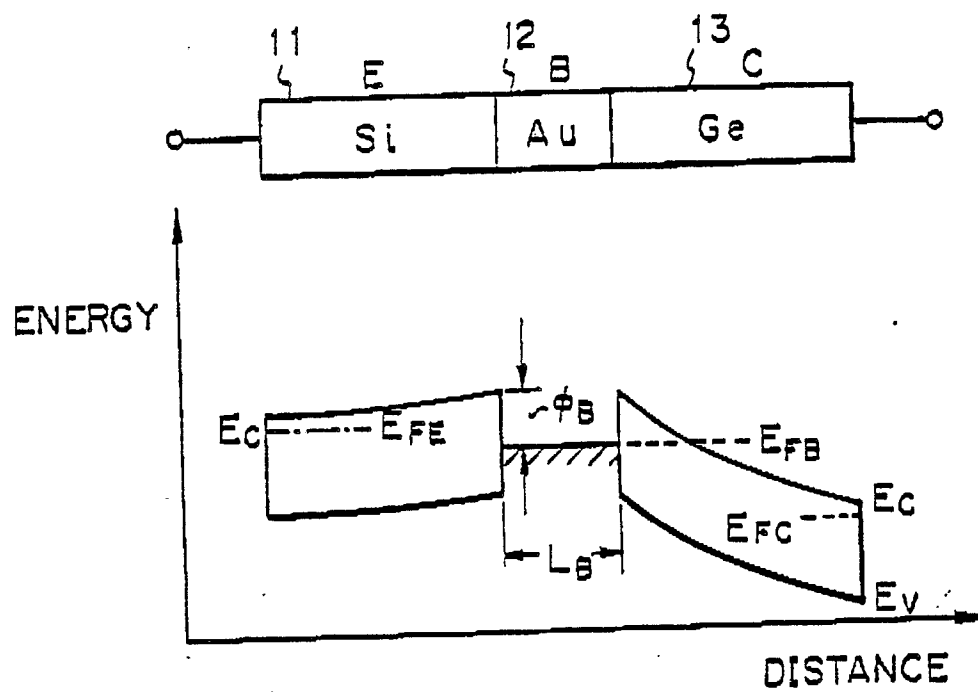 11 12 13
E B C
Si Au Ge
ENERGY
ΦB
EC EFE EFB
EC
EFC
LB
EV
DISTANCE